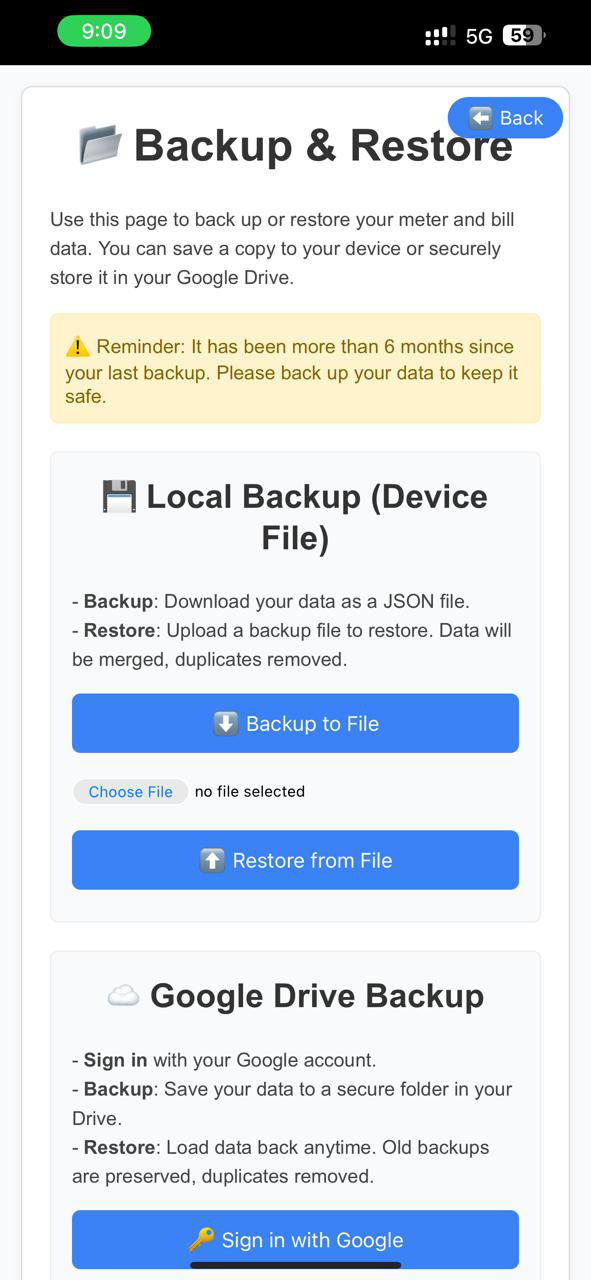 9:09
5G 59
Back
Backup & Restore
Use this page to back up or restore your meter and bill
data. You can save a copy to your device or securely
store it in your Google Drive.
Reminder: It has been more than 6 months since
your last backup. Please back up your data to keep it
safe.
Local Backup (Device
File)
- Backup: Download your data as a JSON file.
- Restore: Upload a backup file to restore. Data will
be merged, duplicates removed.
Backup to File
Choose File no file selected
Restore from File
Google Drive Backup
- Sign in with your Google account.
- Backup: Save your data to a secure folder in your
Drive.
- Restore: Load data back anytime. Old backups
are preserved, duplicates removed.
Sign in with Google